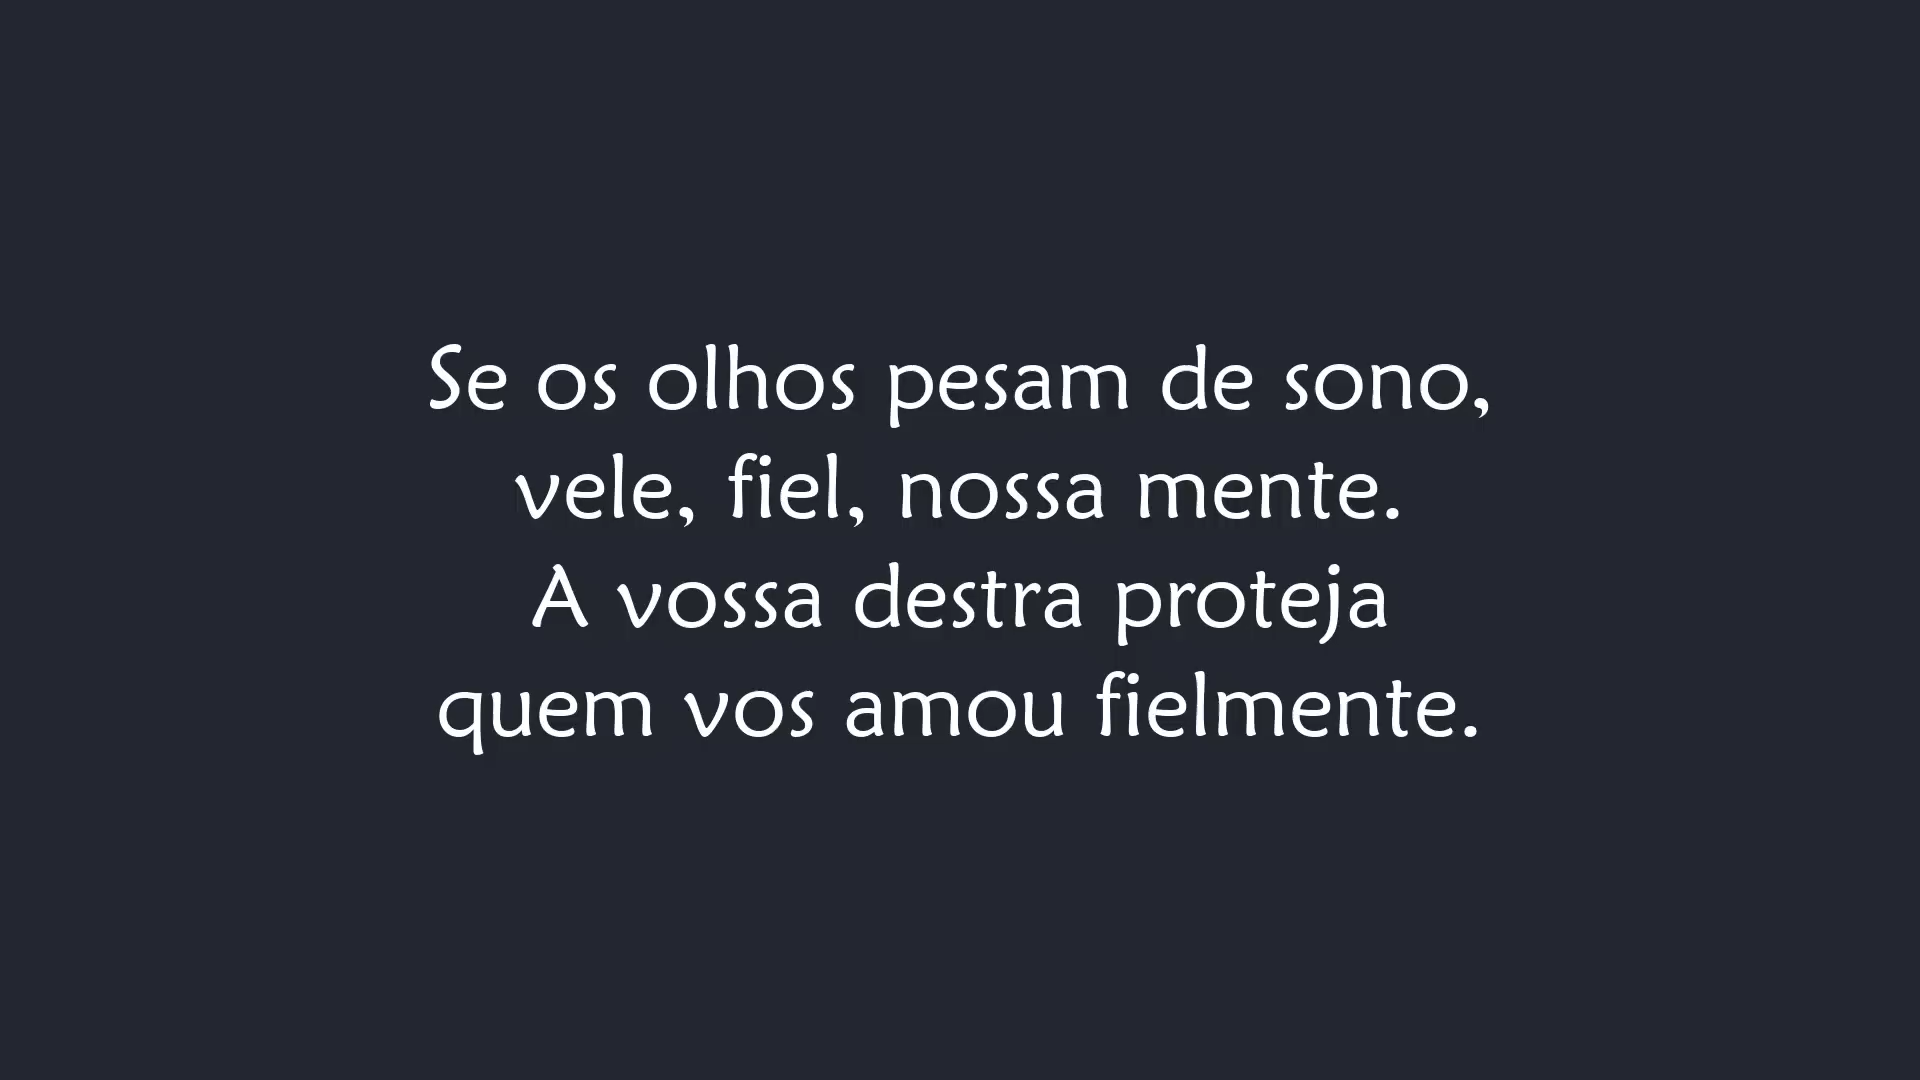 Se os olhos pesam de sono,
vele, fiel, nossa mente.
A vossa destra proteja
quem vos amou fielmente.